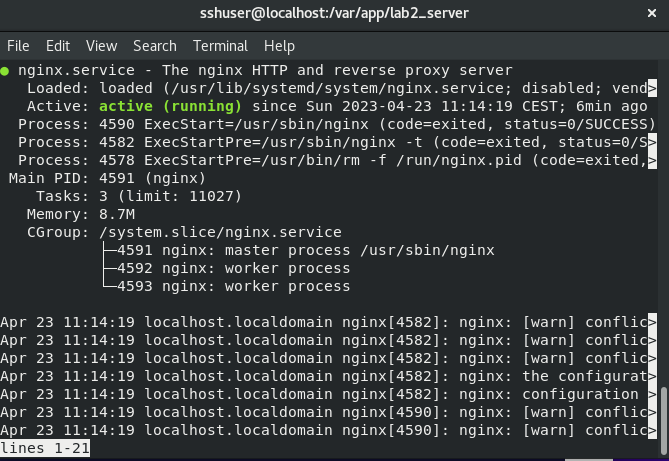 sshuser@localhost:/var/app/lab2_server
File Edit View Search Terminal Help
● nginx.service - The nginx HTTP and reverse proxy server
   Loaded: loaded (/usr/lib/systemd/system/nginx.service; disabled; vend>
   Active: active (running) since Sun 2023-04-23 11:14:19 CEST; 6min ago
  Process: 4590 ExecStart=/usr/sbin/nginx (code=exited, status=0/SUCCESS)
  Process: 4582 ExecStartPre=/usr/sbin/nginx -t (code=exited, status=0/S>
  Process: 4578 ExecStartPre=/usr/bin/rm -f /run/nginx.pid (code=exited,>
 Main PID: 4591 (nginx)
    Tasks: 3 (limit: 11027)
   Memory: 8.7M
   CGroup: /system.slice/nginx.service
           ├─4591 nginx: master process /usr/sbin/nginx
           ├─4592 nginx: worker process
           └─4593 nginx: worker process
Apr 23 11:14:19 localhost.localdomain nginx[4582]: nginx: [warn] conflic>
Apr 23 11:14:19 localhost.localdomain nginx[4582]: nginx: [warn] conflic>
Apr 23 11:14:19 localhost.localdomain nginx[4582]: nginx: [warn] conflic>
Apr 23 11:14:19 localhost.localdomain nginx[4582]: nginx: the configurat>
Apr 23 11:14:19 localhost.localdomain nginx[4582]: nginx: configuration >
Apr 23 11:14:19 localhost.localdomain nginx[4590]: nginx: [warn] conflic>
Apr 23 11:14:19 localhost.localdomain nginx[4590]: nginx: [warn] conflic>
lines 1-21